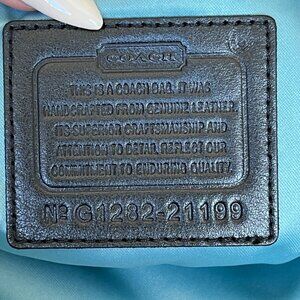 COACH
THIS IS A COACH BAG. IT WAS
HANDCRAFTED FROM GENUINE LEATHER.
ITS SUPERIOR CRAFTSMANSHIP AND
ATTENTION TO DETAIL REFLECT OUR
COMMITMENT TO ENDURING QUALITY.
Nº G1282-21199